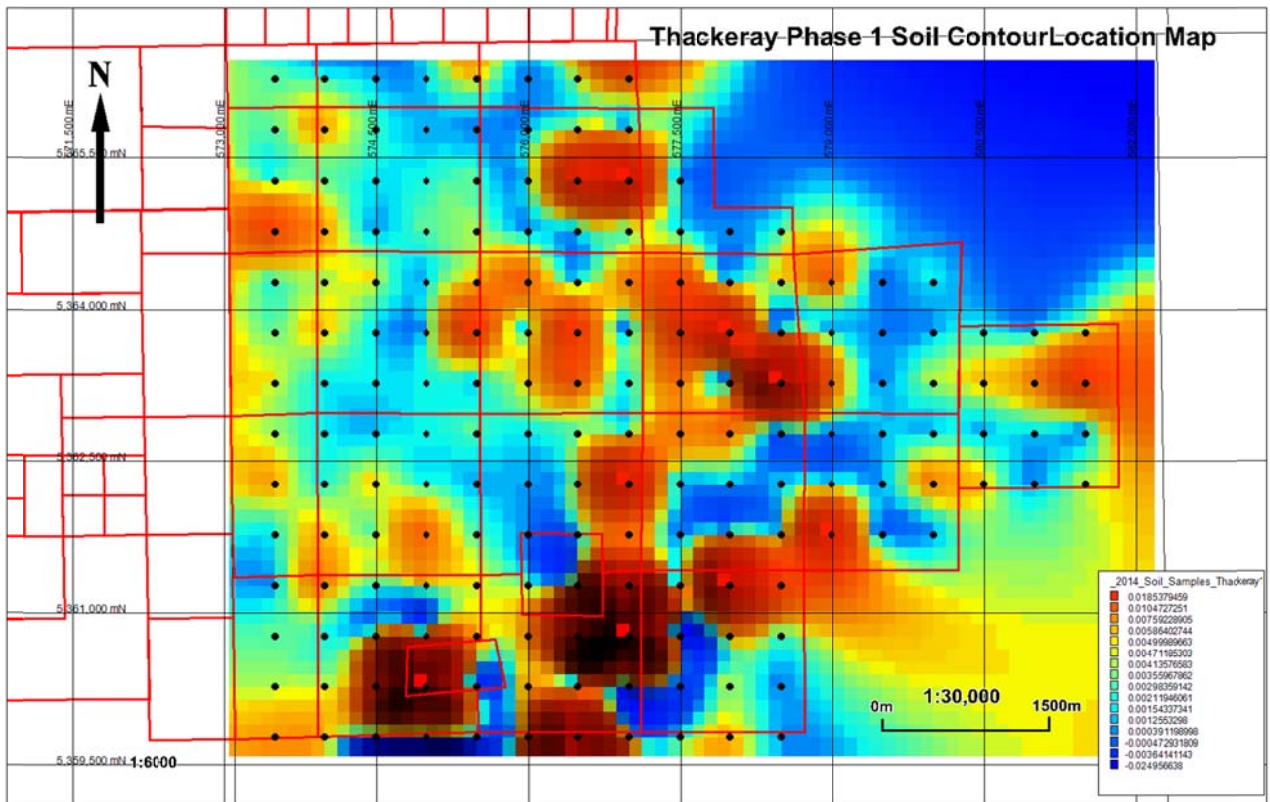 Thackeray Phase 1 Soil ContourLocation Map
N
573,000 mE
574,500 mE
576,000 mE
577,500 mE
579,000 mE
580,500 mE
582,000 mE
5,364,000 mN
5,361,000 mN
5,359,500 mN
1:6000
1:30,000
0m
1500m
_2014_Soil_Samples_Thackeray"
0.0185379459
0.0104727251
0.00759228905
0.00586402744
0.00499989663
0.00471185303
0.00413576583
0.00355967862
0.00298359142
0.00211946061
0.00154337341
0.0012553298
0.000391198998
-0.000472931809
-0.00364141143
-0.024956638